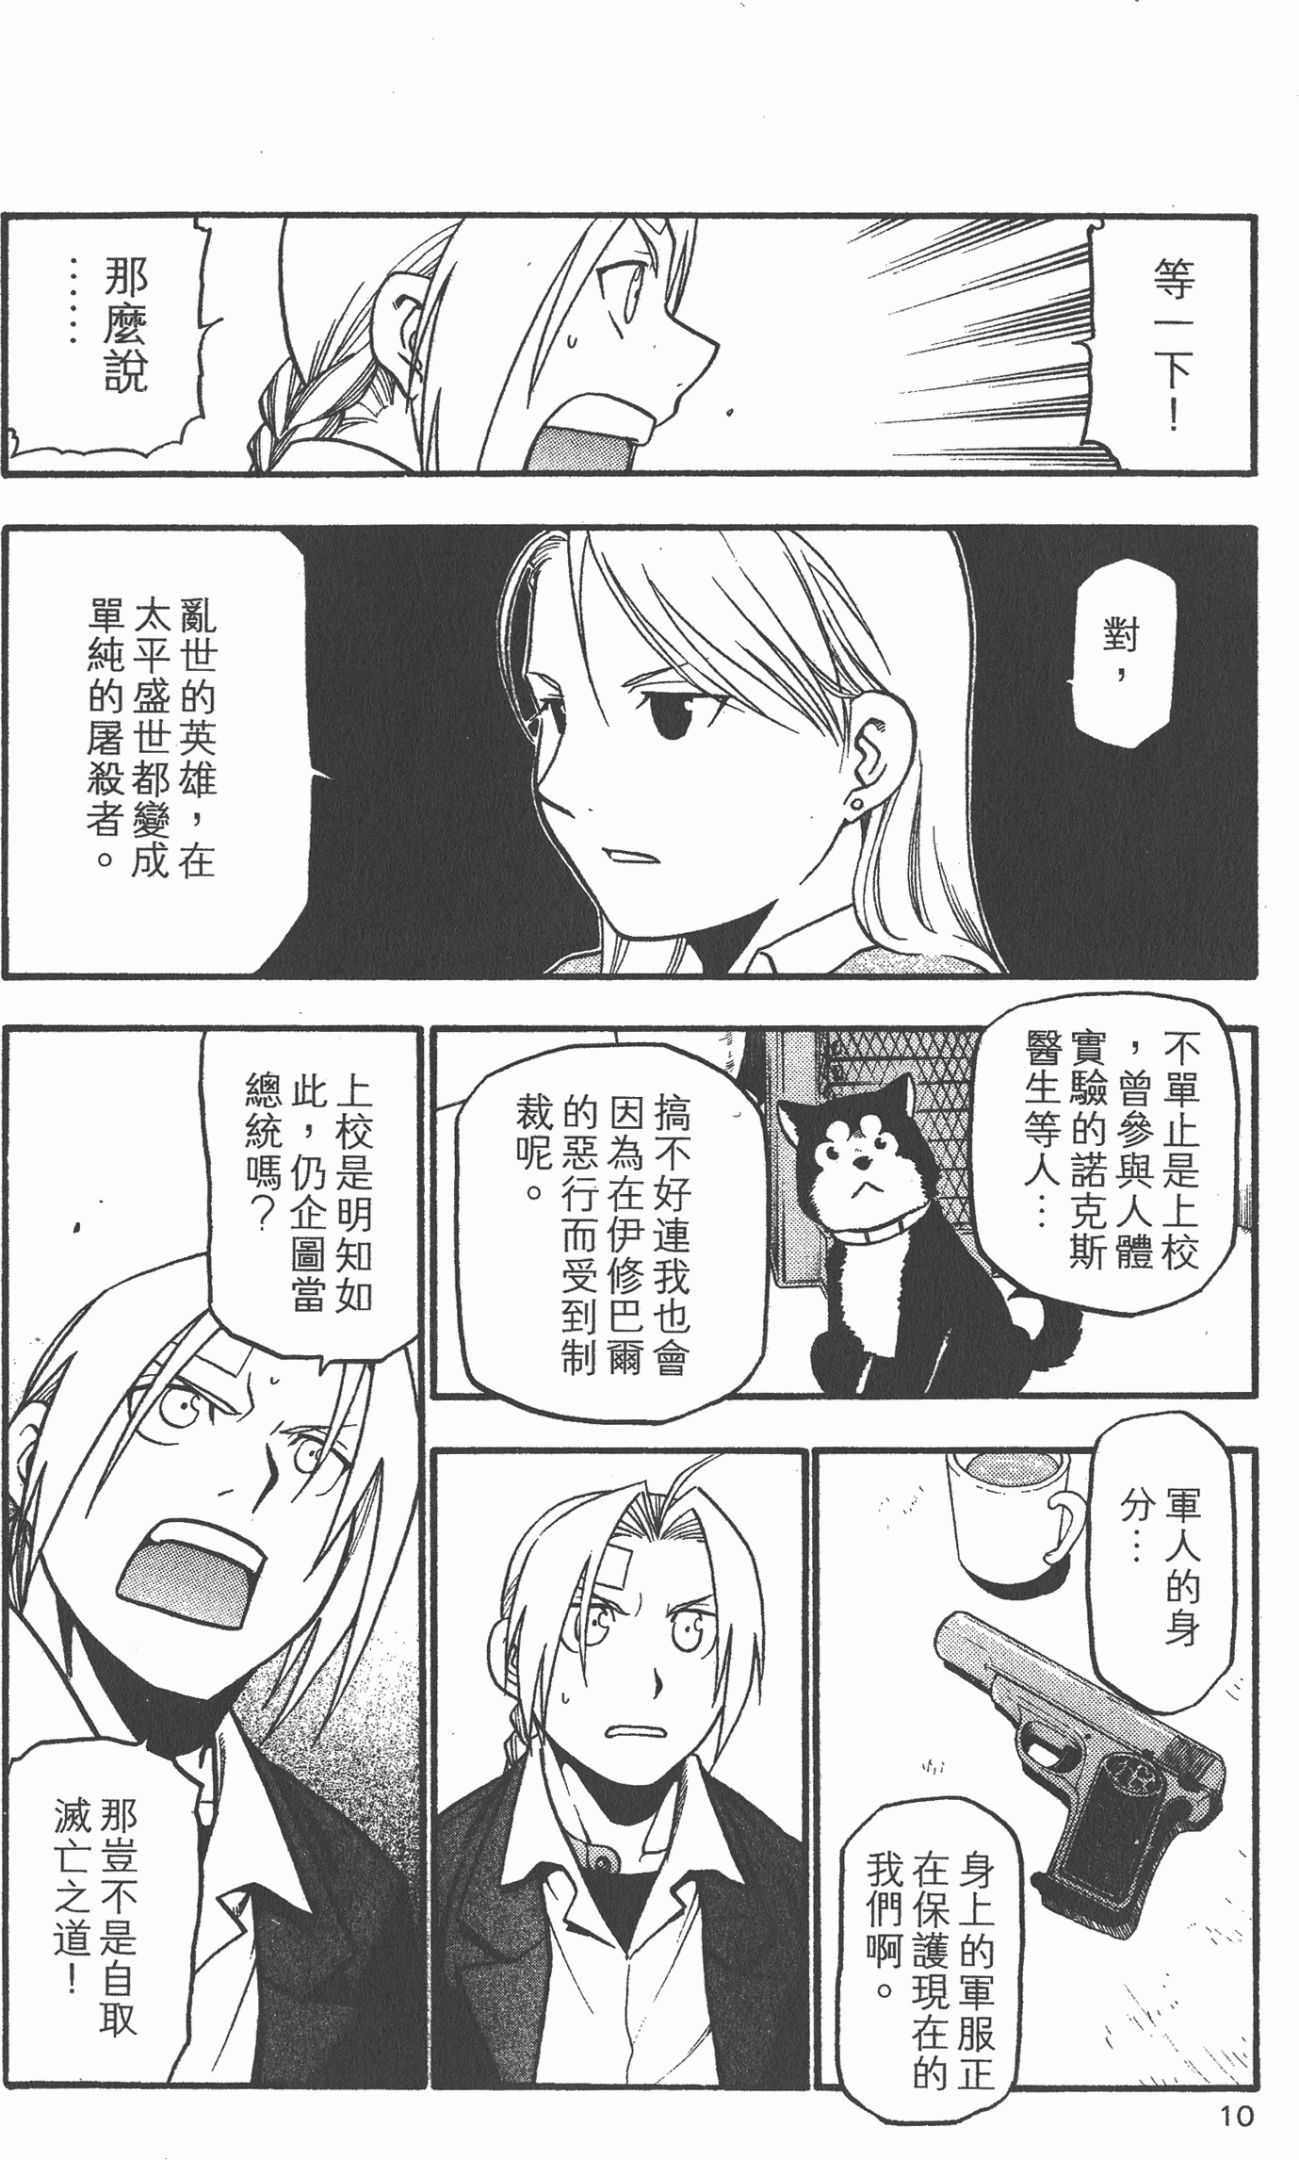 等一下！
那麼說
……
對，
亂世的英雄，在
太平盛世都變成
單純的屠殺者。
不單止是上校
，曾參與人體
實驗的諾克斯
醫生等人…
搞不好連我也會
因為在伊修巴爾
的惡行而受到制
裁呢。
軍人的身
分…
身上的軍服正
在保護現在的
我們啊。
上校是明知如
此，仍企圖當
總統嗎？
那豈不是自取
滅亡之道！
10